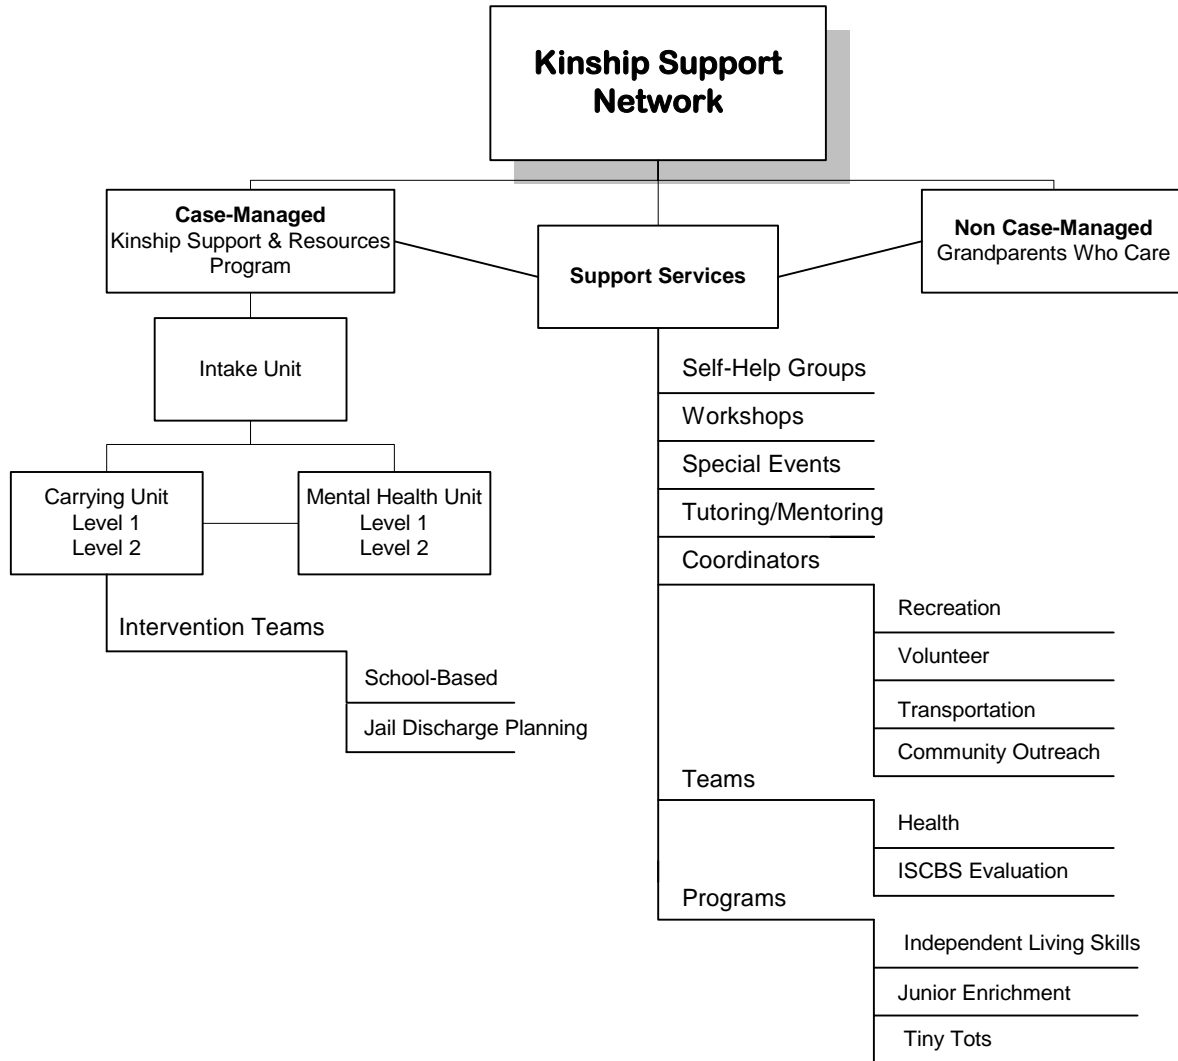 Kinship Support
Network
Case-Managed
Kinship Support & Resources
Program
Support Services
Non Case-Managed
Grandparents Who Care
Intake Unit
Carrying Unit
Level 1
Level 2
Mental Health Unit
Level 1
Level 2
Intervention Teams
School-Based
Jail Discharge Planning
Self-Help Groups
Workshops
Special Events
Tutoring/Mentoring
Coordinators
Recreation
Volunteer
Transportation
Community Outreach
Teams
Health
ISCBS Evaluation
Programs
Independent Living Skills
Junior Enrichment
Tiny Tots